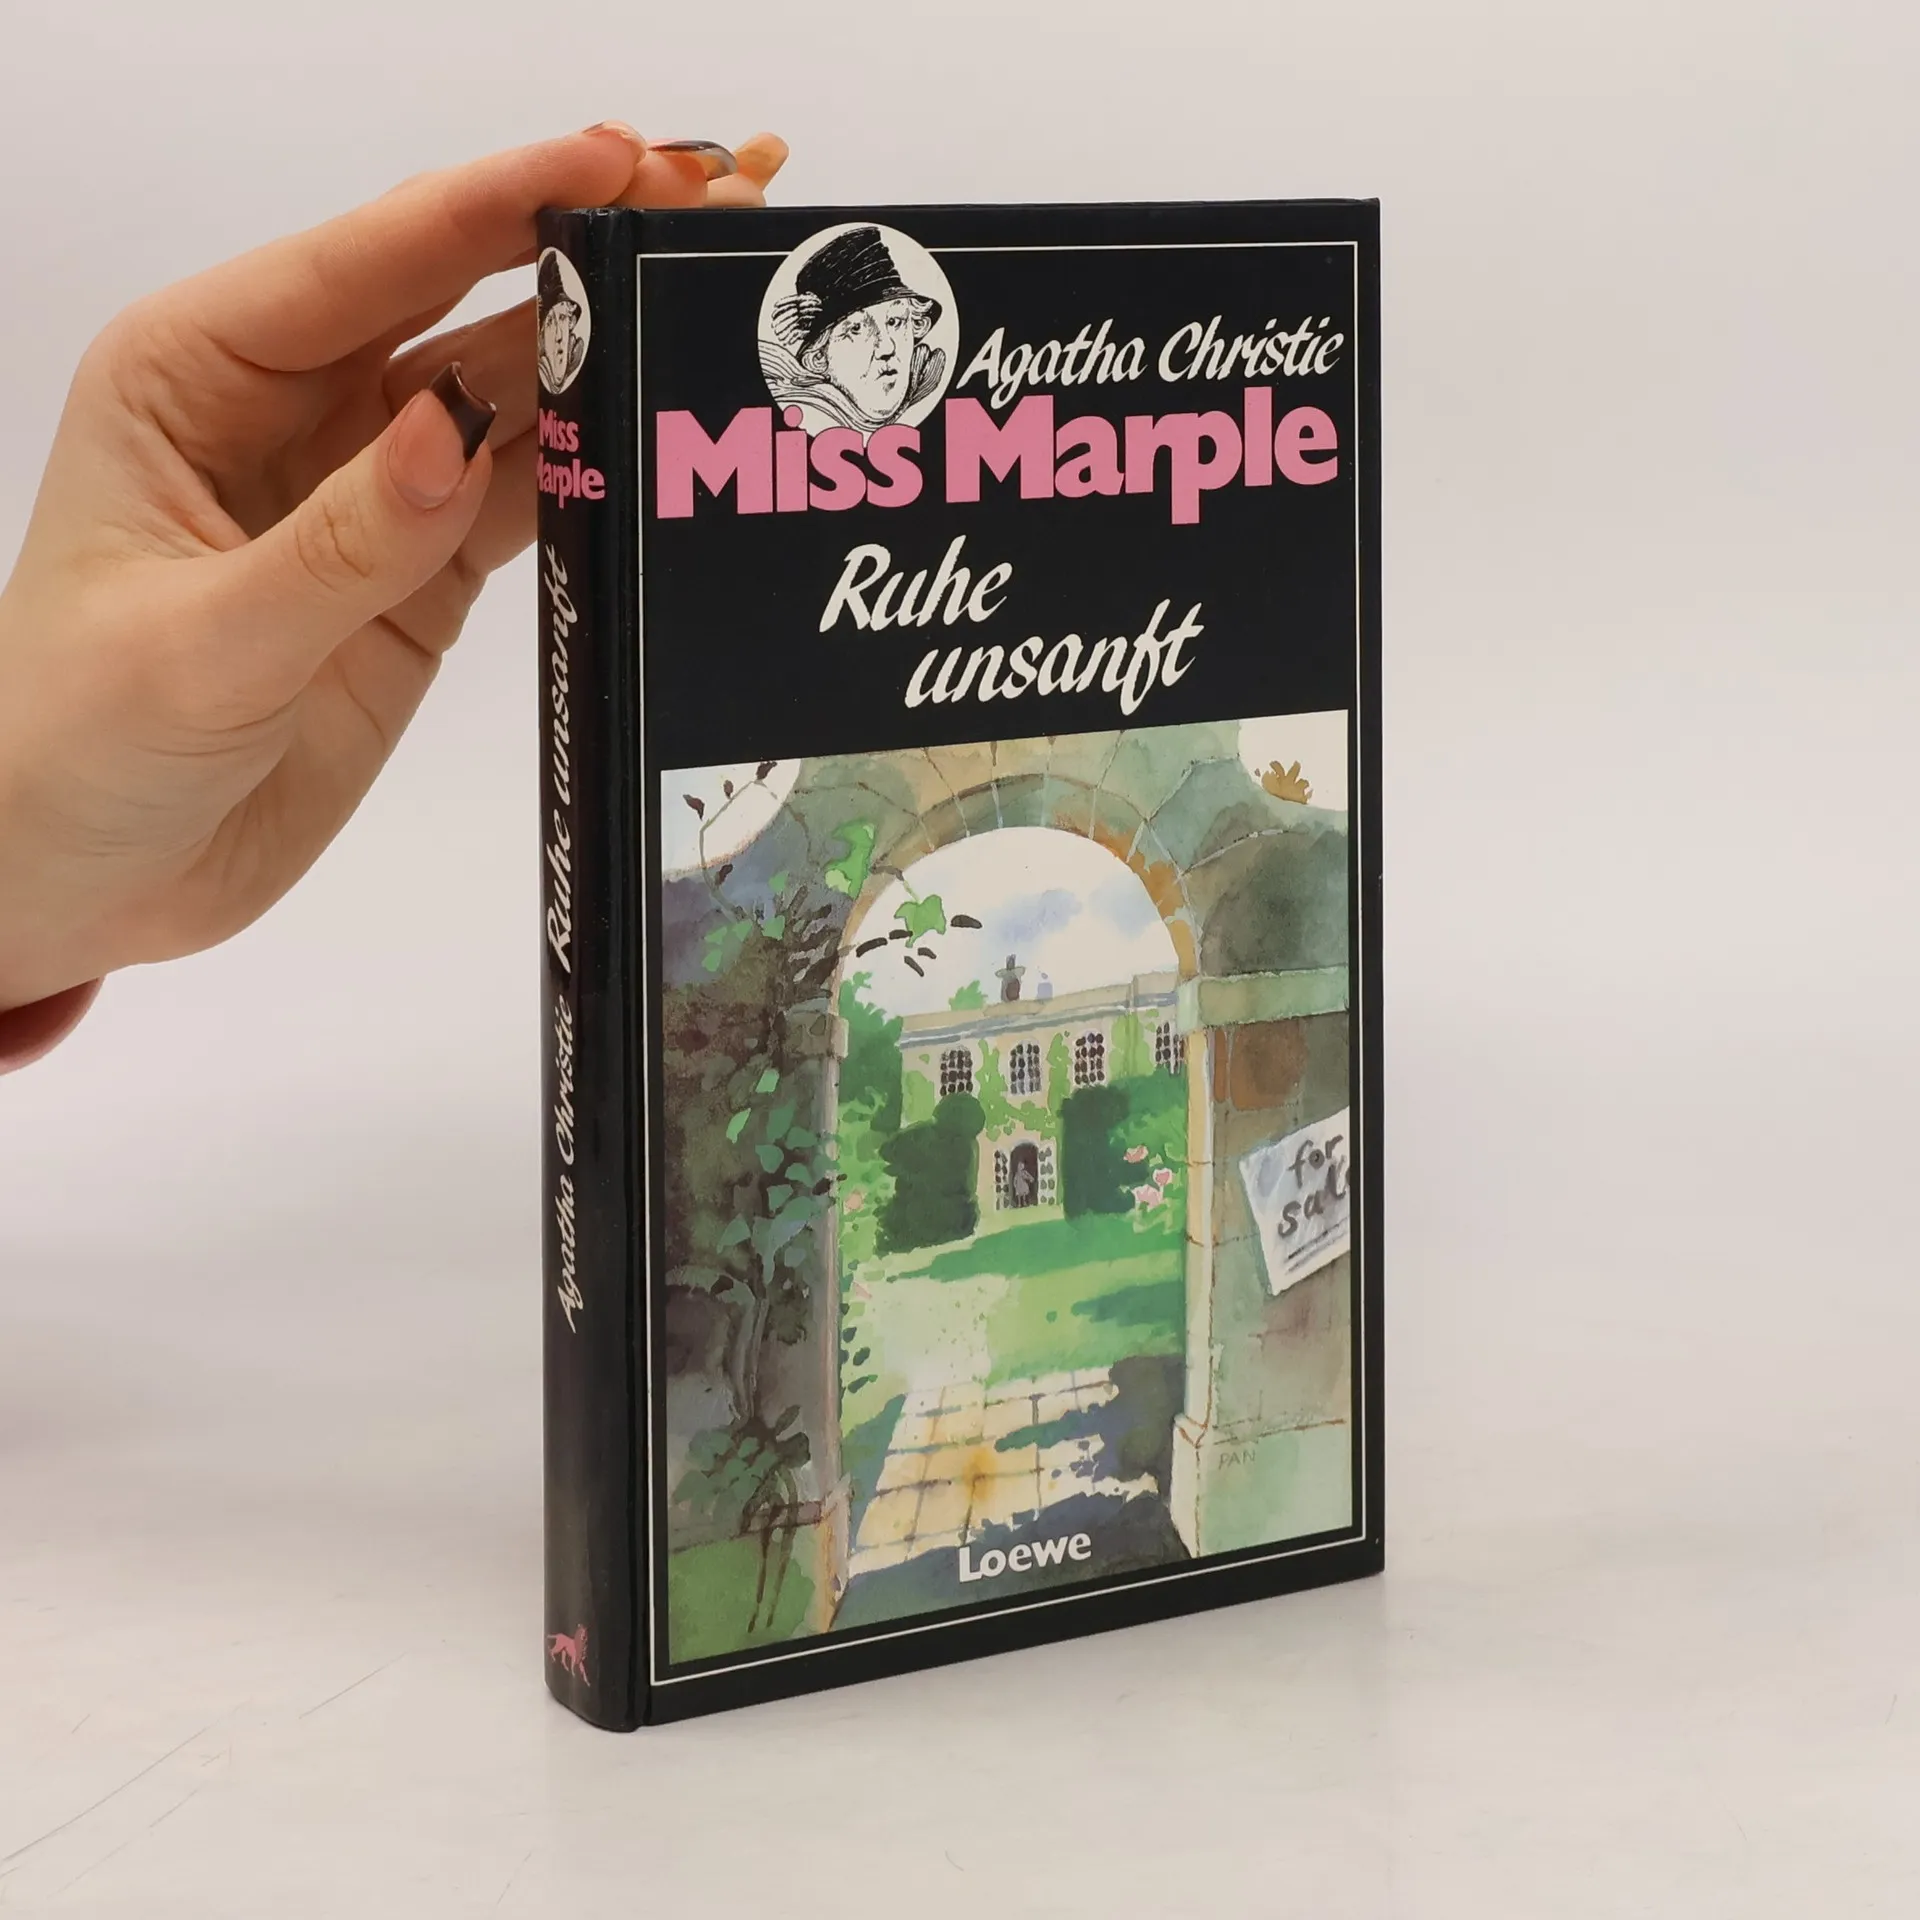 Agatha Christie
Miss Marple
Ruhe
unsanft
for
sale
PAN
Loewe
Miss
Marple
Agatha Christie Ruhe unsanft